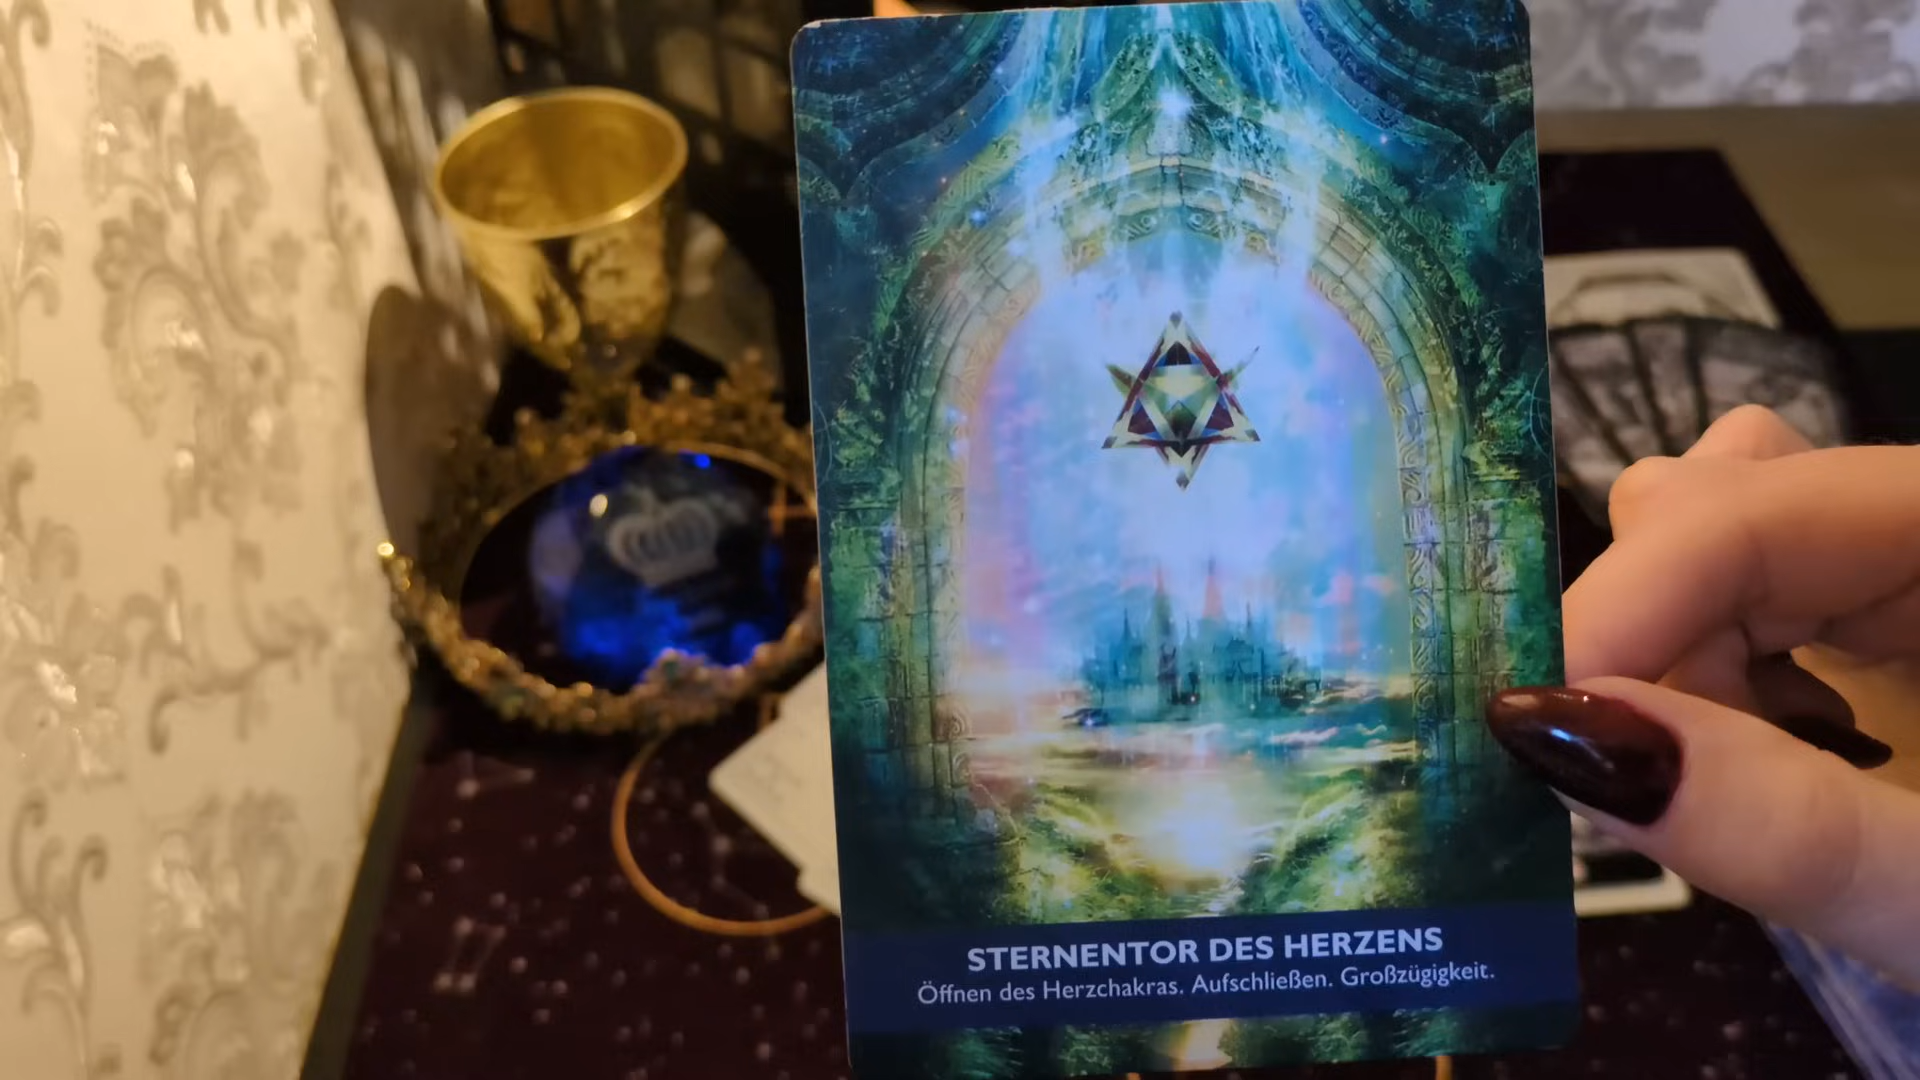 STERNENTOR DES HERZENS
Öffnen des Herzchakras. Aufschließen. Großzügigkeit.